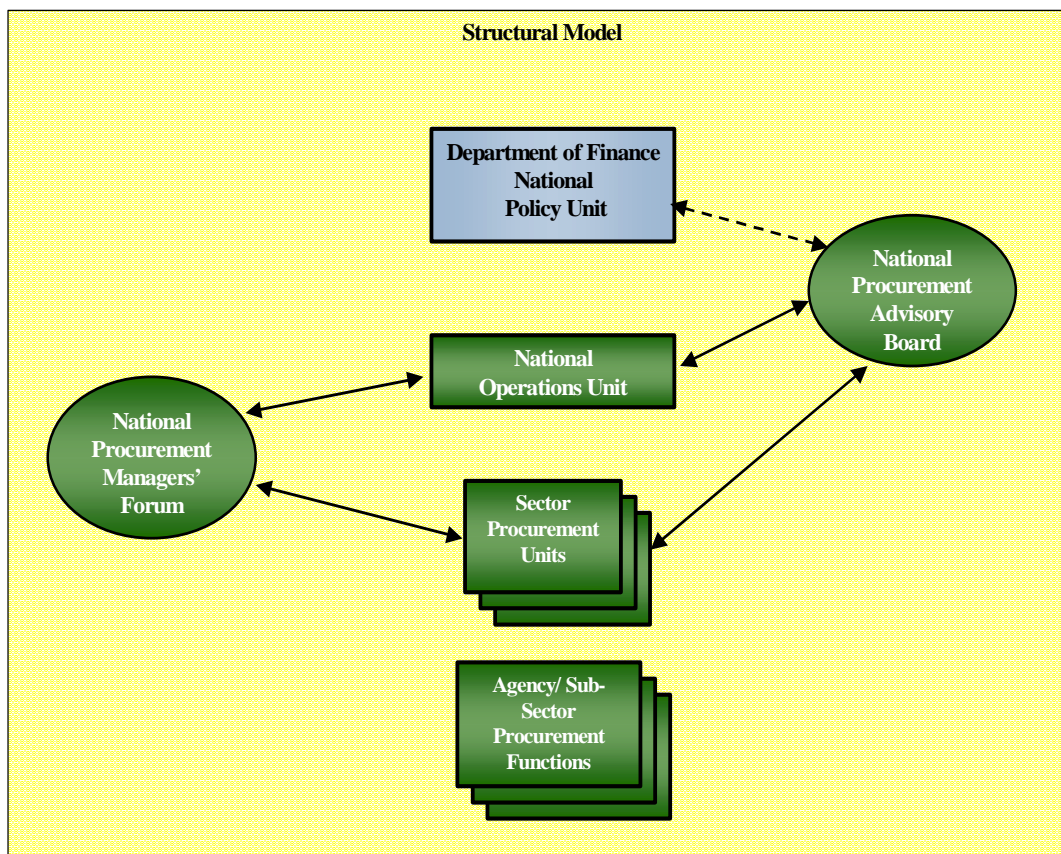 Structural Model
Department of Finance
National
Policy Unit
National
Procurement
Advisory
Board
National
Operations Unit
National
Procurement
Managers’
Forum
Sector
Procurement
Units
Agency/ Sub-
Sector
Procurement
Functions